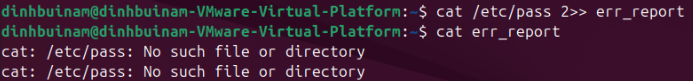 dinhbuinam@dinhbuinam-VMware-Virtual-Platform:~$ cat /etc/pass 2>> err_report
dinhbuinam@dinhbuinam-VMware-Virtual-Platform:~$ cat err_report
cat: /etc/pass: No such file or directory
cat: /etc/pass: No such file or directory